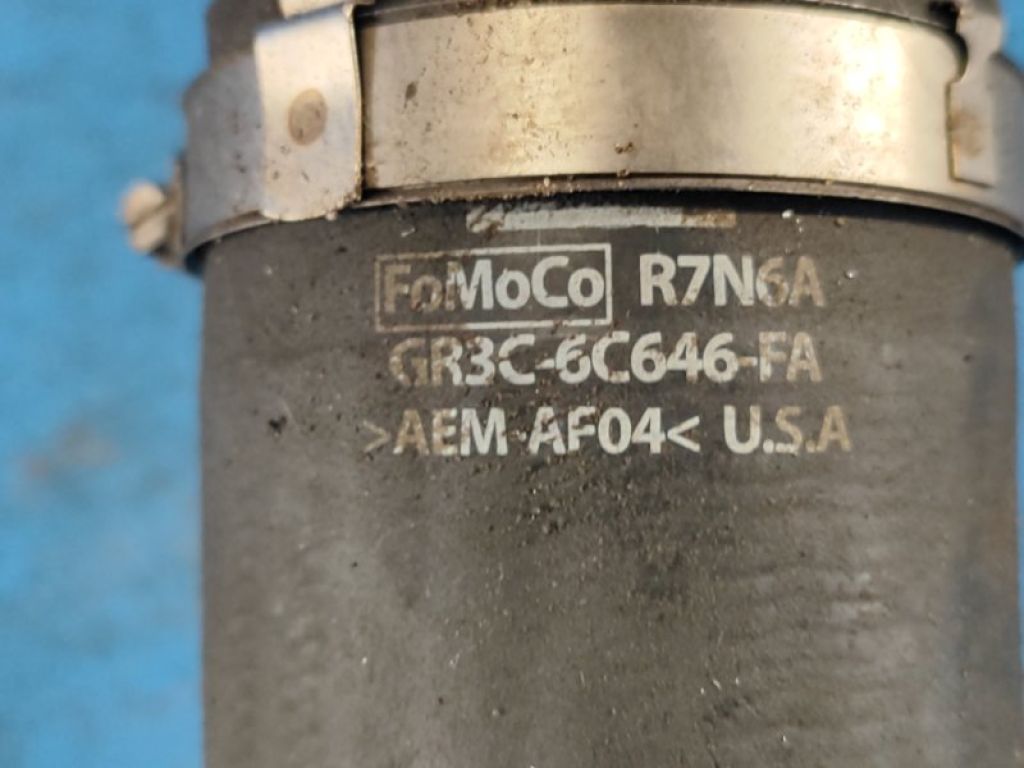 FoMoCo R7N6A
GR3C-6C646-FA
>AEM-AF04< U.S.A